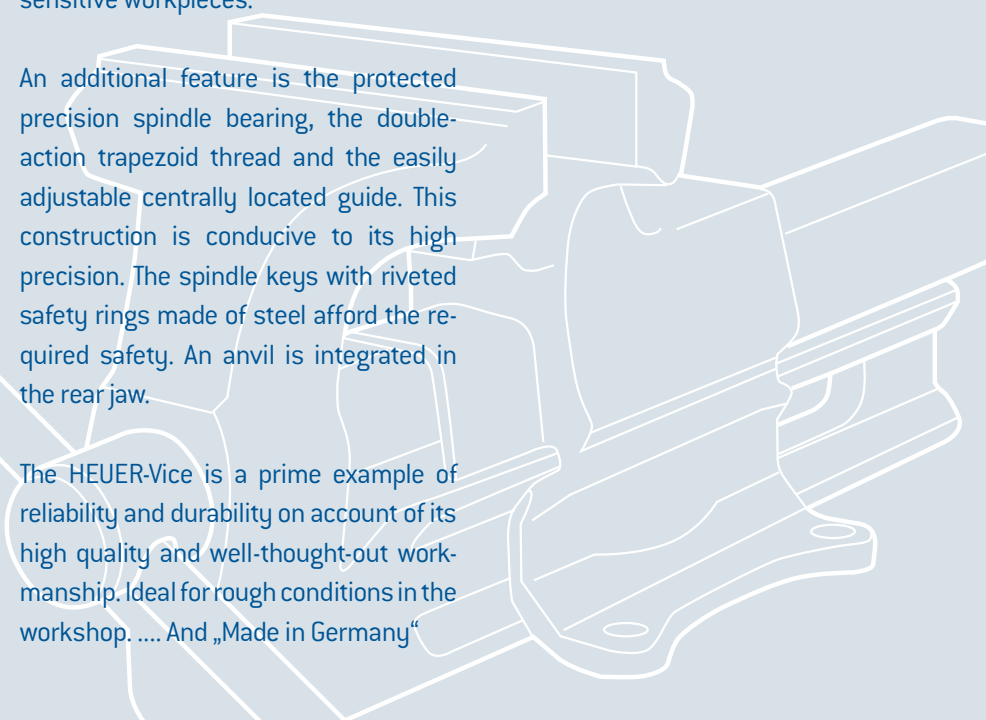 sensitive workpieces.
An additional feature is the protected
precision spindle bearing, the double-
action trapezoid thread and the easily
adjustable centrally located guide. This
construction is conducive to its high
precision. The spindle keys with riveted
safety rings made of steel afford the re-
quired safety. An anvil is integrated in
the rear jaw.
The HEUER-Vice is a prime example of
reliability and durability on account of its
high quality and well-thought-out work-
manship. Ideal for rough conditions in the
workshop. .... And „Made in Germany“